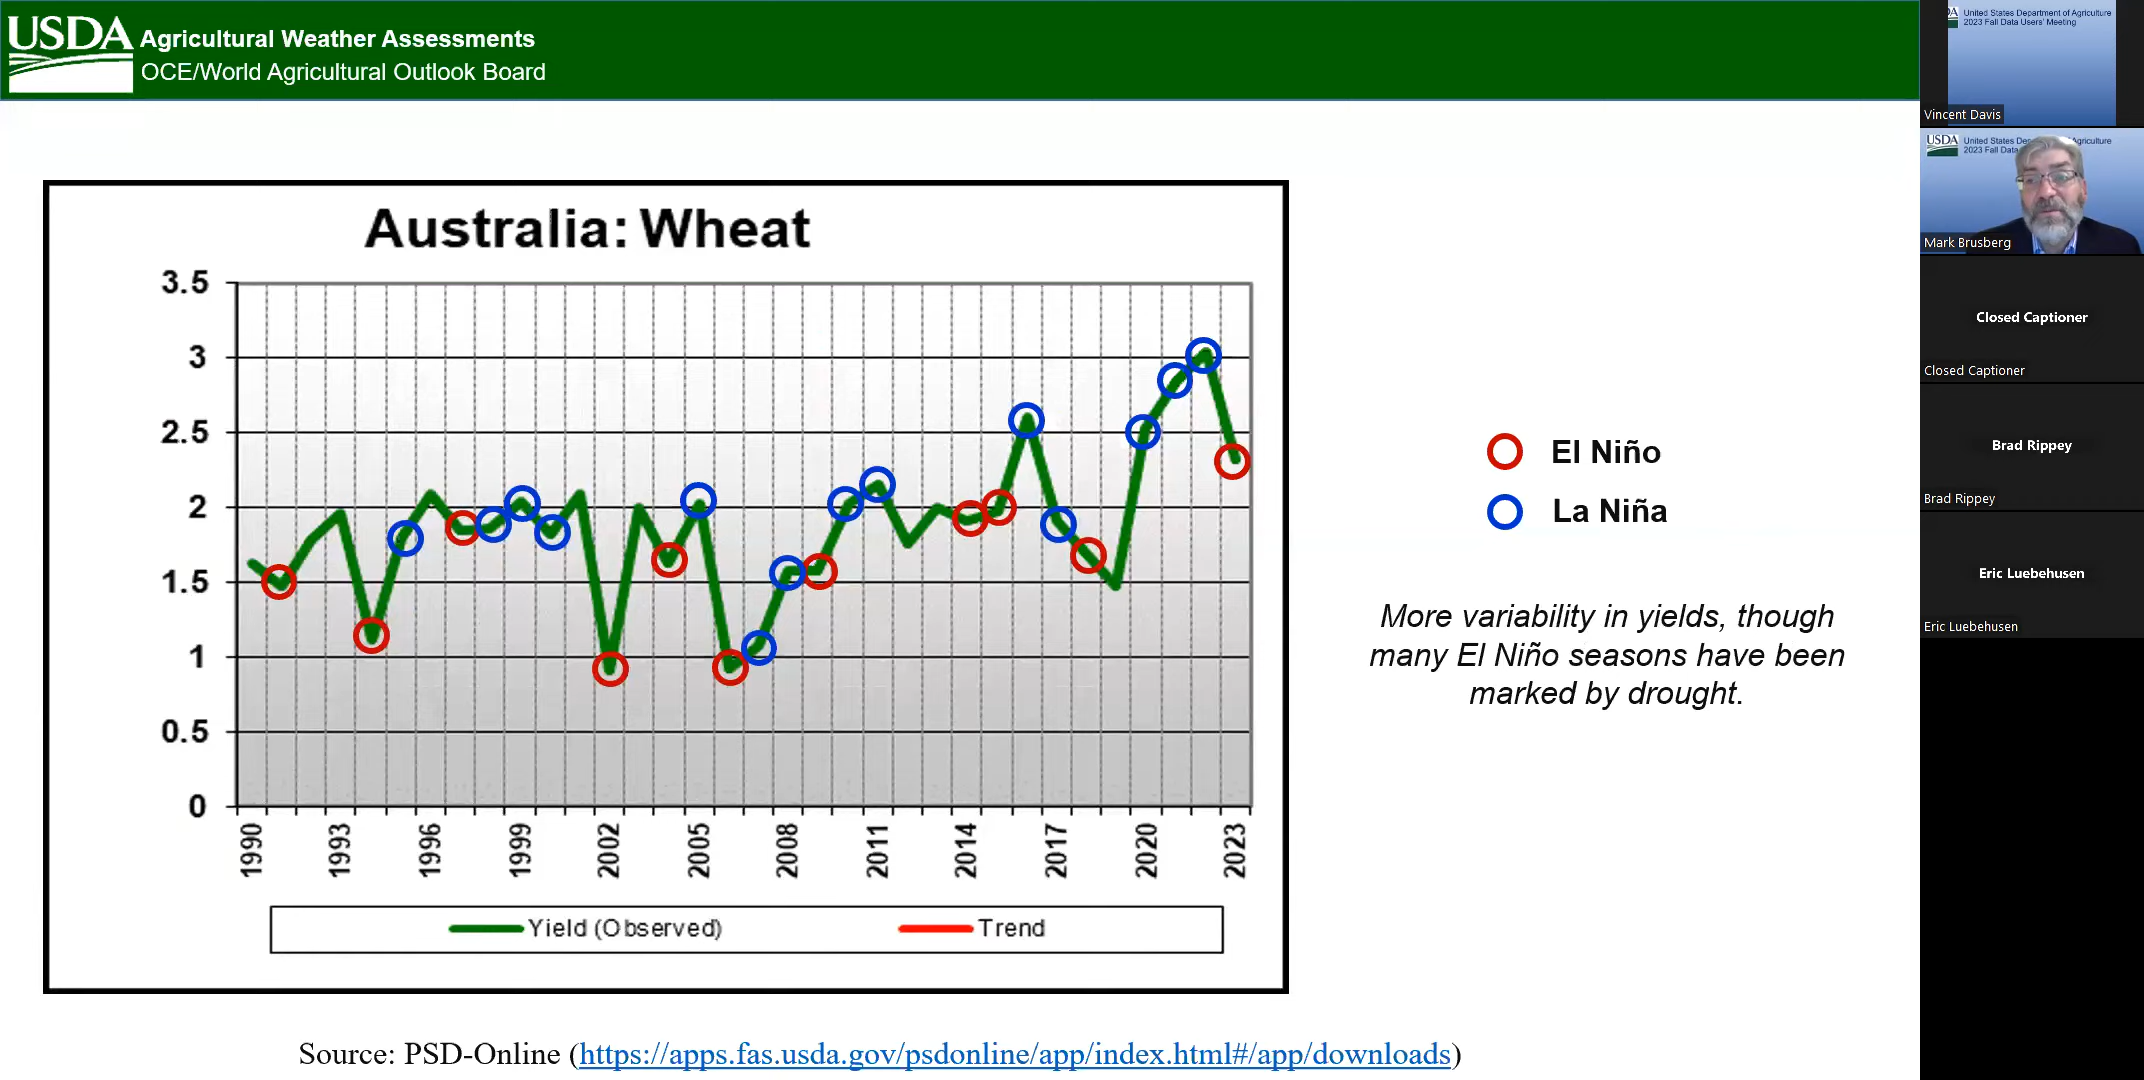 USDA
Agricultural Weather Assessments
OCE/World Agricultural Outlook Board
Australia: Wheat
3.5
3
2.5
2
1.5
1
0.5
0
1990
1993
1996
1999
2002
2005
2008
2011
2014
2017
2020
2023
Yield (Observed)
Trend
El Niño
La Niña
More variability in yields, though
many El Niño seasons have been
marked by drought.
Source: PSD-Online (https://apps.fas.usda.gov/psdonline/app/index.html#/app/downloads)
United States Department of Agriculture
2023 Fall Data Users' Meeting
Vincent Davis
USDA
United States Dep
Agriculture
2023 Fall Data
Mark Brusberg
Closed Captioner
Closed Captioner
Brad Rippey
Brad Rippey
Eric Luebehusen
Eric Luebehusen